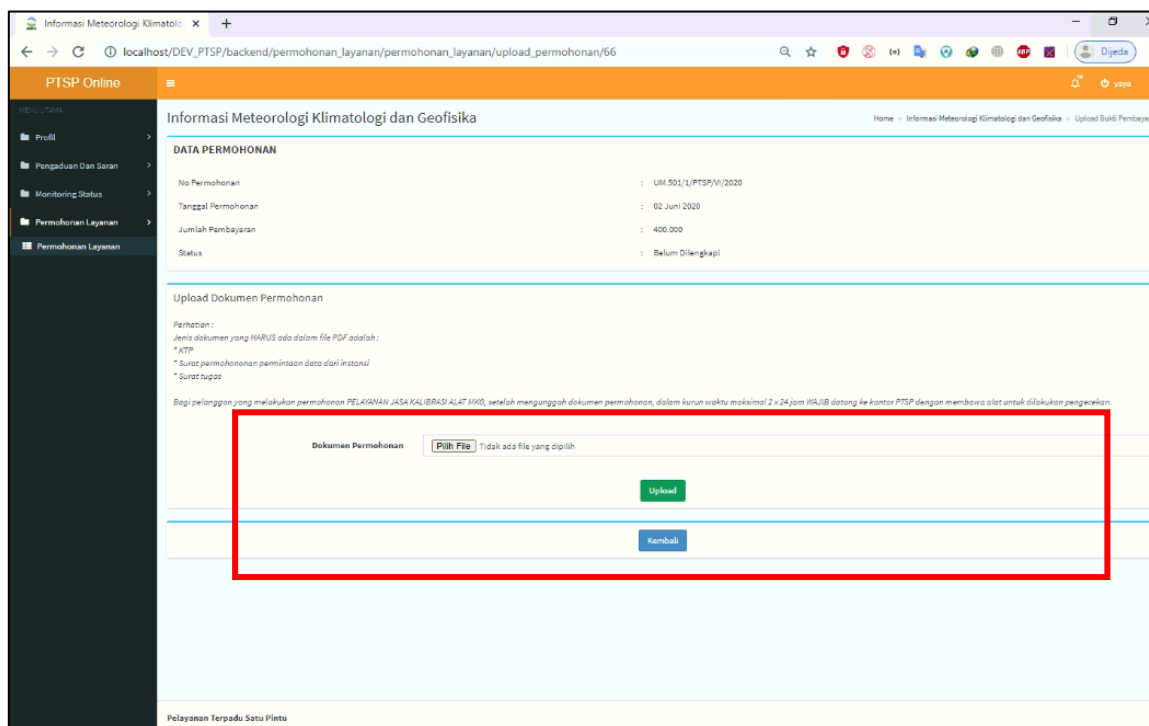 Informasi Meteorologi Klimatolo
localhost/DEV_PTSP/backend/permohonan_layanan/permohonan_layanan/upload_permohonan/66
Dijeda
PTSP Online
yaya
MENU UTAMA
Profil
Pengaduan Dan Saran
Monitoring Status
Permohonan Layanan
Permohonan Layanan
Informasi Meteorologi Klimatologi dan Geofisika
Home > Informasi Meteorologi Klimatologi dan Geofisika > Upload Bukti Pembaya
DATA PERMOHONAN
No Permohonan : UM.501/1/PTSP/VI/2020
Tanggal Permohonan : 02 Juni 2020
Jumlah Pembayaran : 400.000
Status : Belum Dilengkapi
Upload Dokumen Permohonan
Perhatian :
Jenis dokumen yang HARUS ada dalam file PDF adalah :
* KTP
* Surat permohononan permintaan data dari instansi
* Surat tugas
Bagi pelanggan yang melakukan permohonan PELAYANAN JASA KALIBRASI ALAT MKG, setelah mengunggah dokumen permohonan, dalam kurun waktu maksimal 2 x 24 jam WAJIB datang ke kantor PTSP dengan membawa alat untuk dilakukan pengecekan.
Dokumen Permohonan Pilih File Tidak ada file yang dipilih
Upload
Kembali
Pelayanan Terpadu Satu Pintu